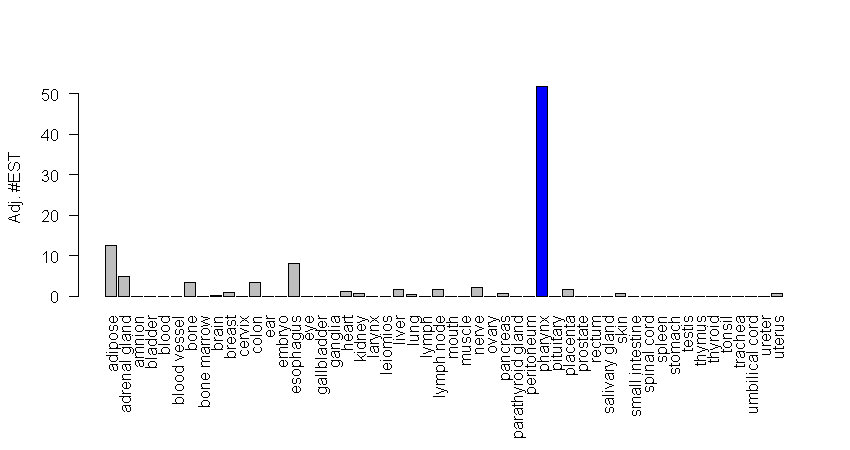 Adj. #EST
50
40
30
20
10
0
adipose
adrenal gland
amnion
bladder
blood
blood vessel
bone
bone marrow
brain
breast
cervix
colon
ear
embryo
esophagus
eye
gallbladder
ganglia
heart
kidney
larynx
leiomios
liver
lung
lymph
lymph node
mouth
muscle
nerve
ovary
pancreas
parathyroid gland
peritoneum
pharynx
pituitary
placenta
prostate
rectum
salivary gland
skin
small intestine
spinal cord
spleen
stomach
testis
thymus
thyroid
tonsil
trachea
umbilical cord
ureter
uterus